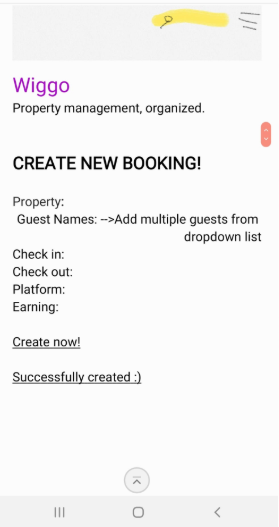 Wiggo
Property management, organized.
CREATE NEW BOOKING!
Property:
Guest Names: -->Add multiple guests from
dropdown list
Check in:
Check out:
Platform:
Earning:
Create now!
Successfully created :)